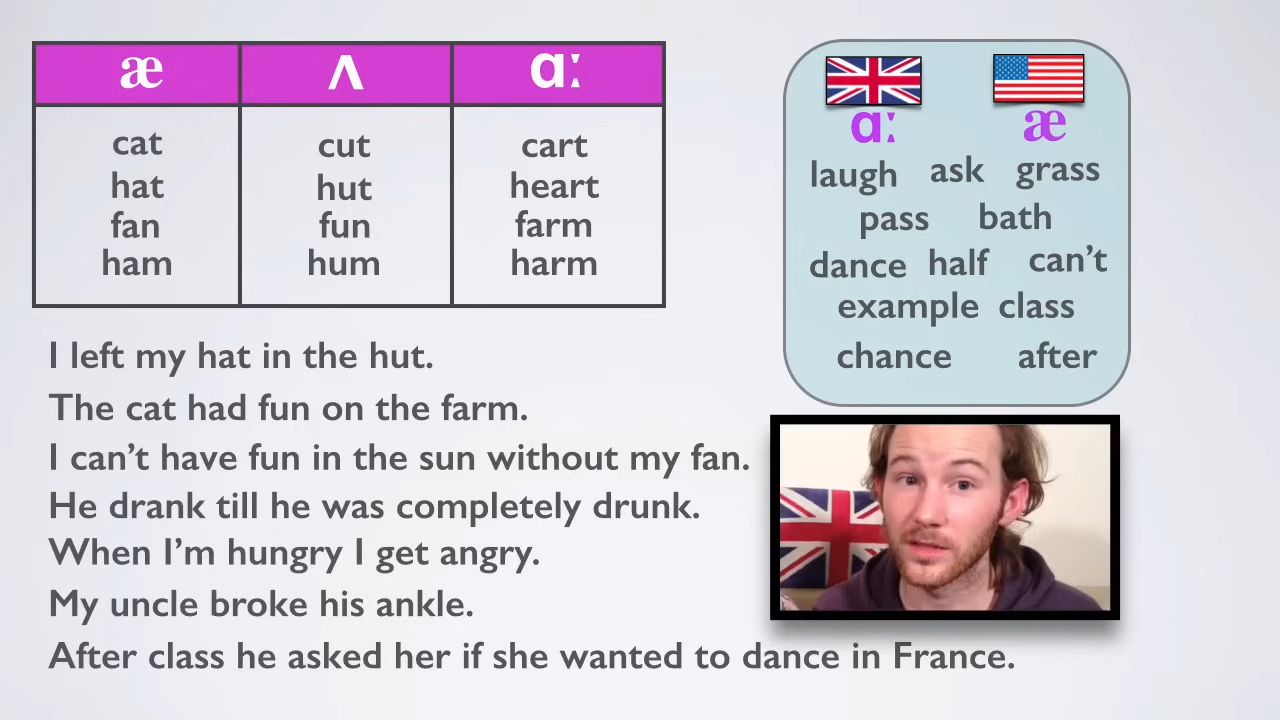 æ ʌ ɑː
cat cut cart
hat hut heart
fan fun farm
ham hum harm
ɑː æ
laugh ask grass
pass bath
dance half can't
example class
chance after
I left my hat in the hut.
The cat had fun on the farm.
I can't have fun in the sun without my fan.
He drank till he was completely drunk.
When I'm hungry I get angry.
My uncle broke his ankle.
After class he asked her if she wanted to dance in France.